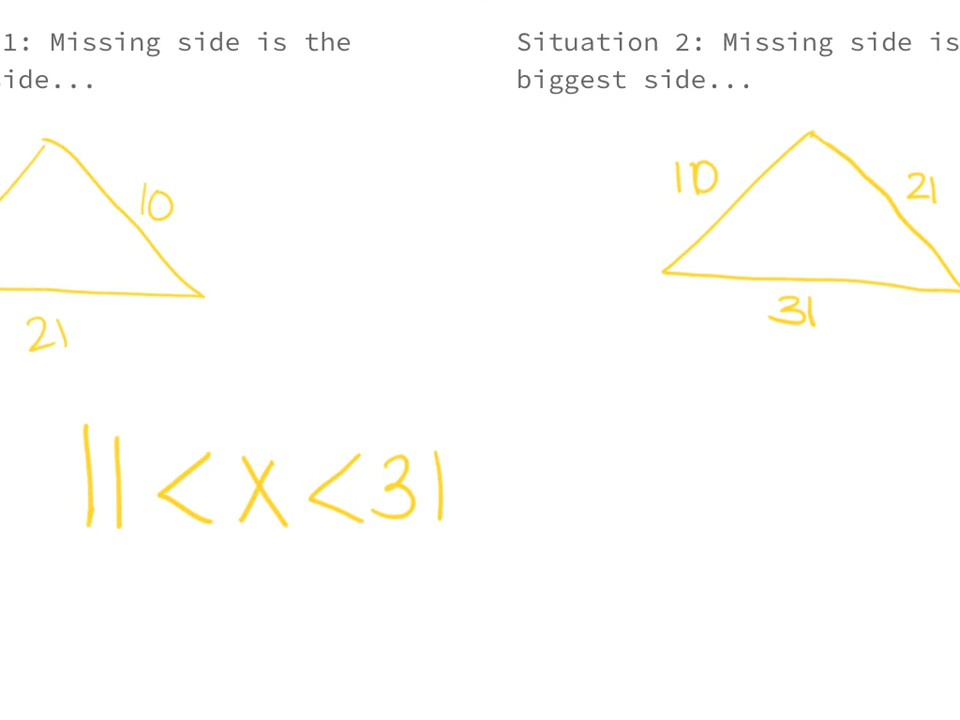 1: Missing side is the
ide...
Situation 2: Missing side is
biggest side...
10
21
10
21
31
11 < x < 31